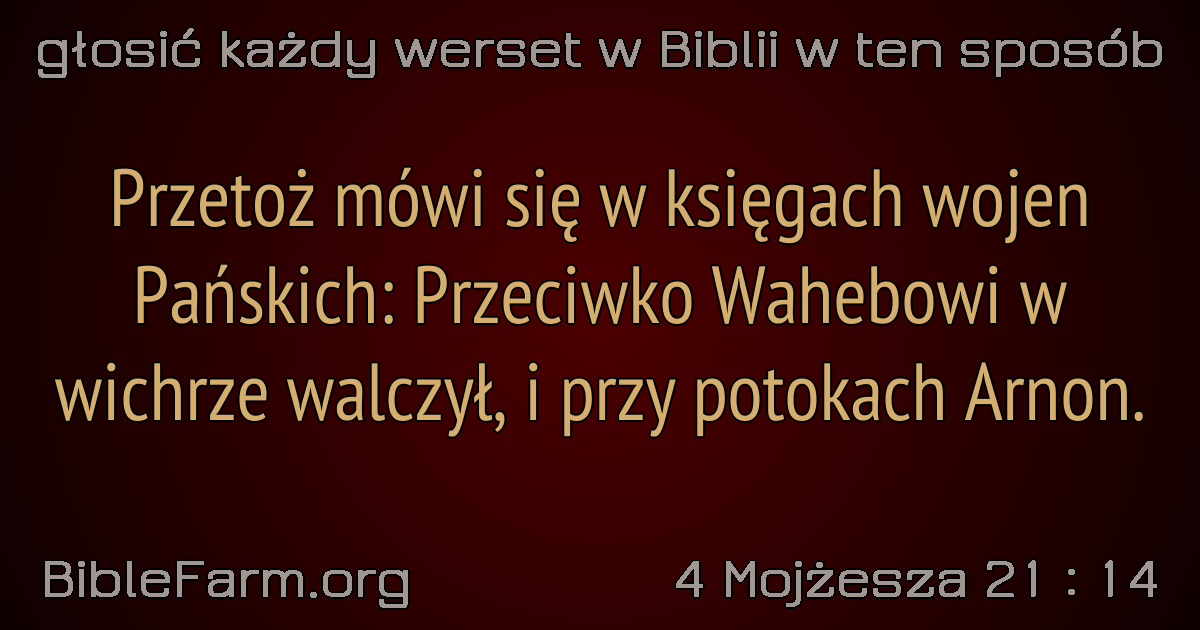 głosić każdy werset w Biblii w ten sposób
Przetoż mówi się w księgach wojen
Pańskich: Przeciwko Wahebowi w
wichrze walczył, i przy potokach Arnon.
BibleFarm.org
4 Mojżesza 21 : 14